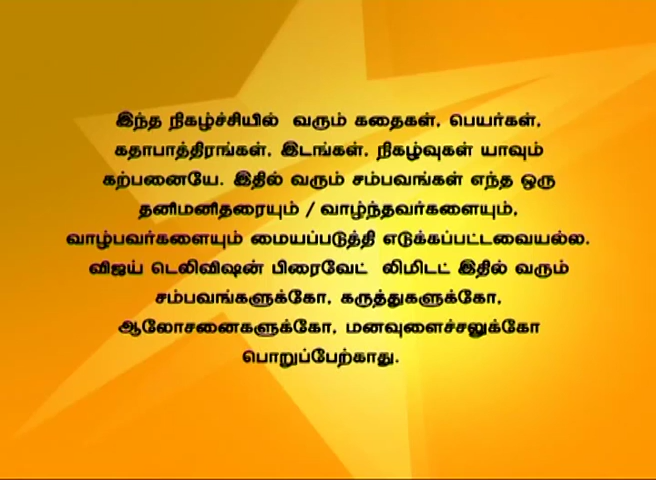 இந்த நிகழ்ச்சியில் வரும் கதைகள், பெயர்கள்,
கதாபாத்திரங்கள், இடங்கள், நிகழ்வுகள் யாவும்
கற்பனையே. இதில் வரும் சம்பவங்கள் எந்த ஒரு
தனிமனிதரையும் / வாழ்ந்தவர்களையும்,
வாழ்பவர்களையும் மையப்படுத்தி எடுக்கப்பட்டவையல்ல.
விஜய் டெலிவிஷன் பிரைவேட் லிமிடட் இதில் வரும்
சம்பவங்களுக்கோ, கருத்துகளுக்கோ,
ஆலோசனைகளுக்கோ, மனவுளைச்சலுக்கோ
பொறுப்பேற்காது.